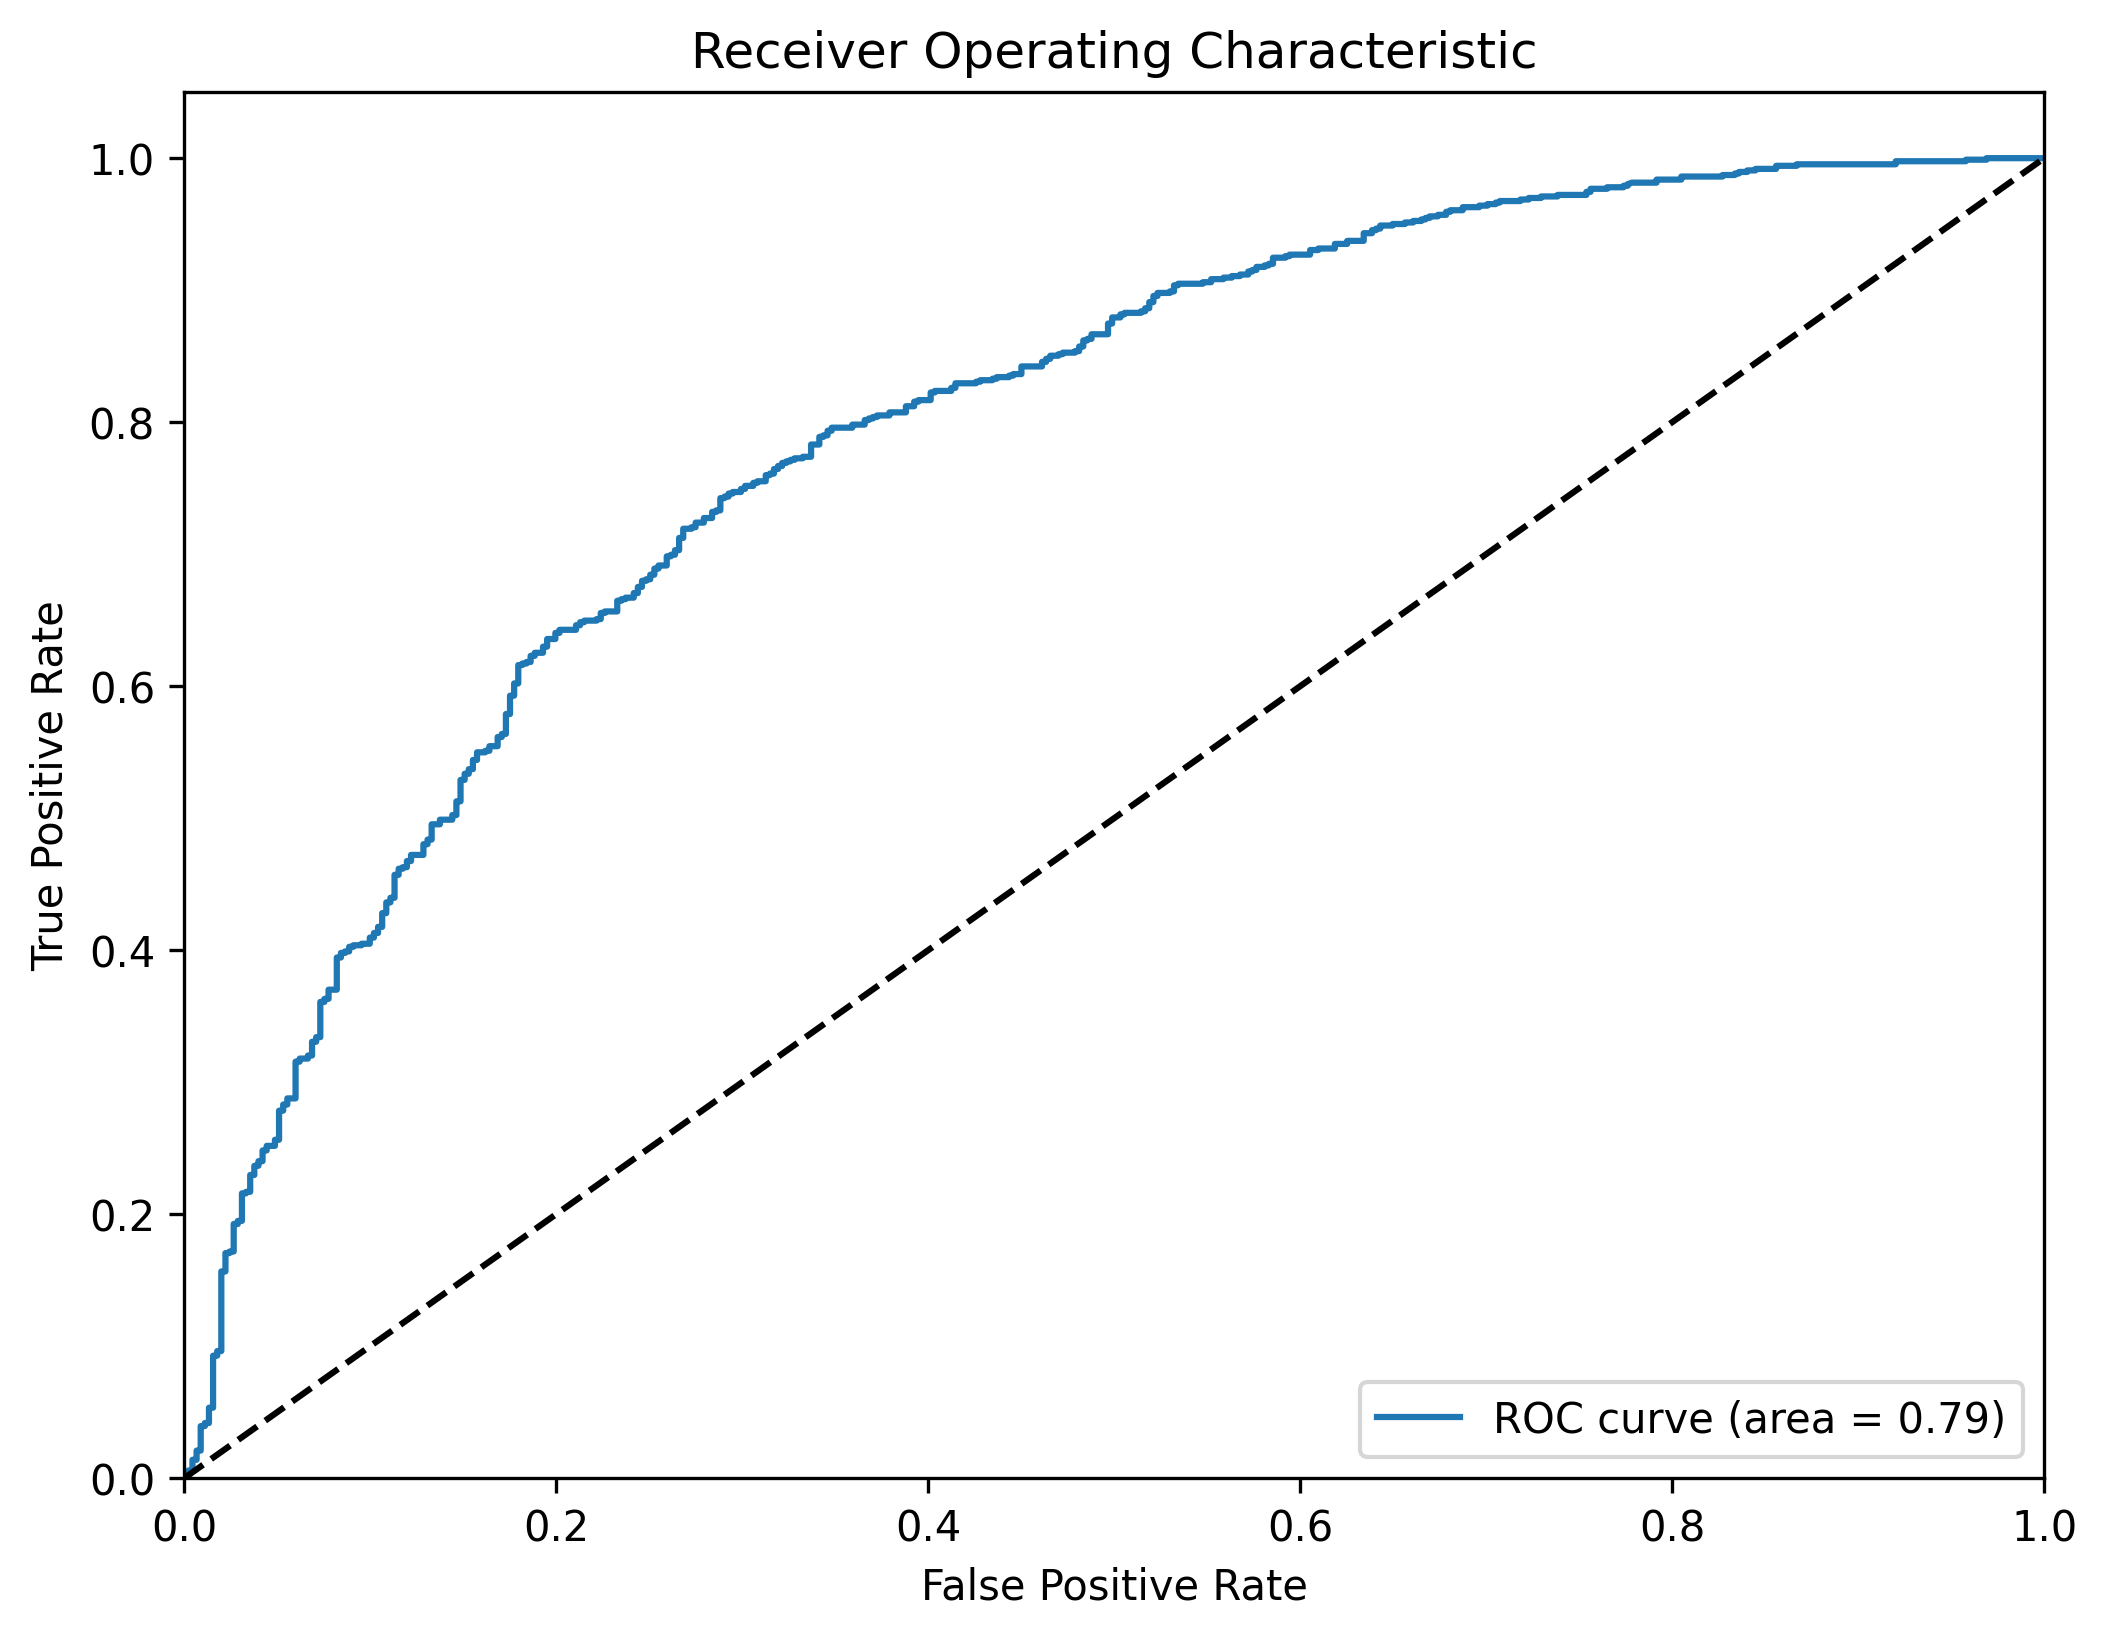 Receiver Operating Characteristic
1.0
0.8
0.6
0.4
0.2
0.0
True Positive Rate
ROC curve (area = 0.79)
0.0 0.2 0.4 0.6 0.8 1.0
False Positive Rate